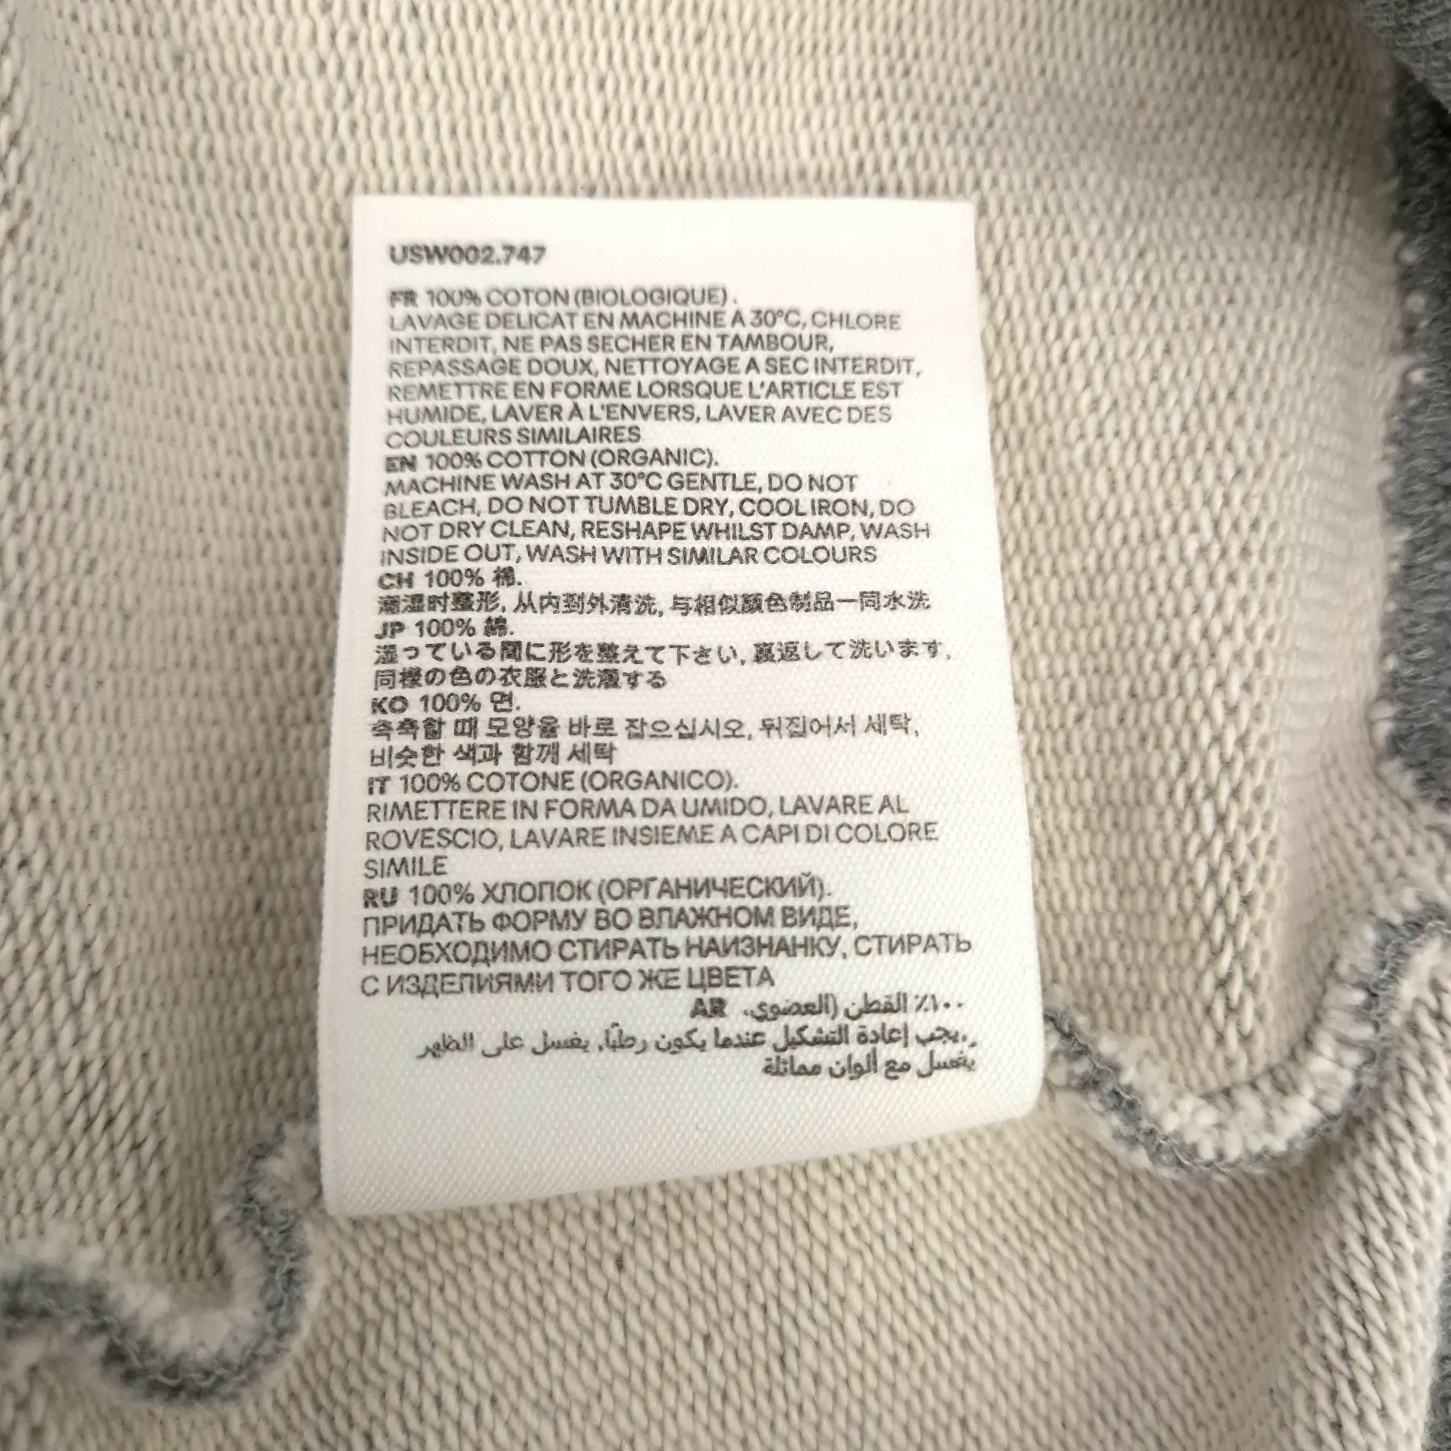 USW002.747
FR 100% COTON (BIOLOGIQUE).
LAVAGE DELICAT EN MACHINE A 30°C, CHLORE
INTERDIT, NE PAS SECHER EN TAMBOUR,
REPASSAGE DOUX, NETTOYAGE A SEC INTERDIT,
REMETTRE EN FORME LORSQUE L'ARTICLE EST
HUMIDE, LAVER À L'ENVERS, LAVER AVEC DES
COULEURS SIMILAIRES
EN 100% COTTON (ORGANIC).
MACHINE WASH AT 30°C GENTLE, DO NOT
BLEACH, DO NOT TUMBLE DRY, COOL IRON, DO
NOT DRY CLEAN, RESHAPE WHILST DAMP, WASH
INSIDE OUT, WASH WITH SIMILAR COLOURS
CH 100% 棉.
潮湿时整形, 从内到外清洗, 与相似颜色制品一同水洗
JP 100% 綿.
湿っている間に形を整えて下さい, 裏返して洗います,
同様の色の衣服と洗濯する
KO 100% 면.
축축할 때 모양을 바로 잡으십시오, 뒤집어서 세탁,
비슷한 색과 함께 세탁
IT 100% COTONE (ORGANICO).
RIMETTERE IN FORMA DA UMIDO, LAVARE AL
ROVESCIO, LAVARE INSIEME A CAPI DI COLORE
SIMILE
RU 100% ХЛОПОК (ОРГАНИЧЕСКИЙ).
ПРИДАТЬ ФОРМУ ВО ВЛАЖНОМ ВИДЕ,
НЕОБХОДИМО СТИРАТЬ НАИЗНАНКУ, СТИРАТЬ
С ИЗДЕЛИЯМИ ТОГО ЖЕ ЦВЕТА
١٠٠٪ القطن (العضوي. AR
يجب إعادة التشكيل عندما يكون رطبًا, يغسل على الظهر
يغسل مع ألوان مماثلة